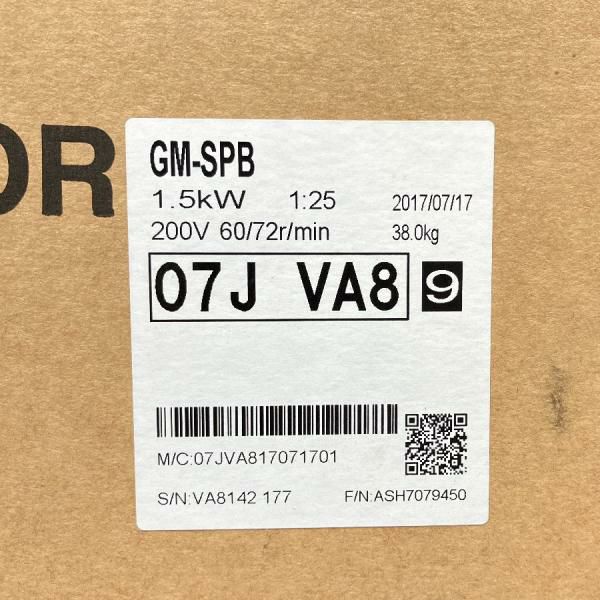 OR
GM-SPB
1.5kW 1:25 2017/07/17
200V 60/72r/min 38.0kg
07J VA8 9
M/C:07JVA817071701
S/N:VA8142 177 F/N:ASH7079450